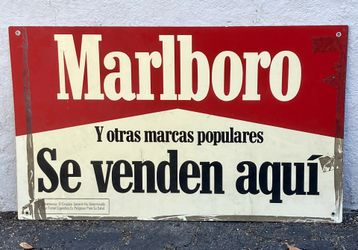 Marlboro
Y otras marcas populares
Se venden aquí